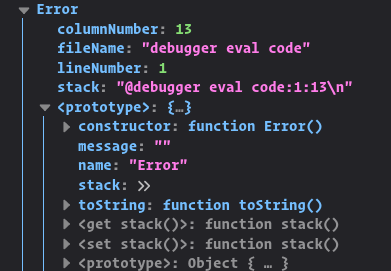 Error
columnNumber: 13
fileName: "debugger eval code"
lineNumber: 1
stack: "@debugger eval code:1:13\n"
<prototype>: {…}
constructor: function Error()
message: ""
name: "Error"
stack: >>
toString: function toString()
<get stack()>: function stack()
<set stack()>: function stack()
<prototype>: Object { … }